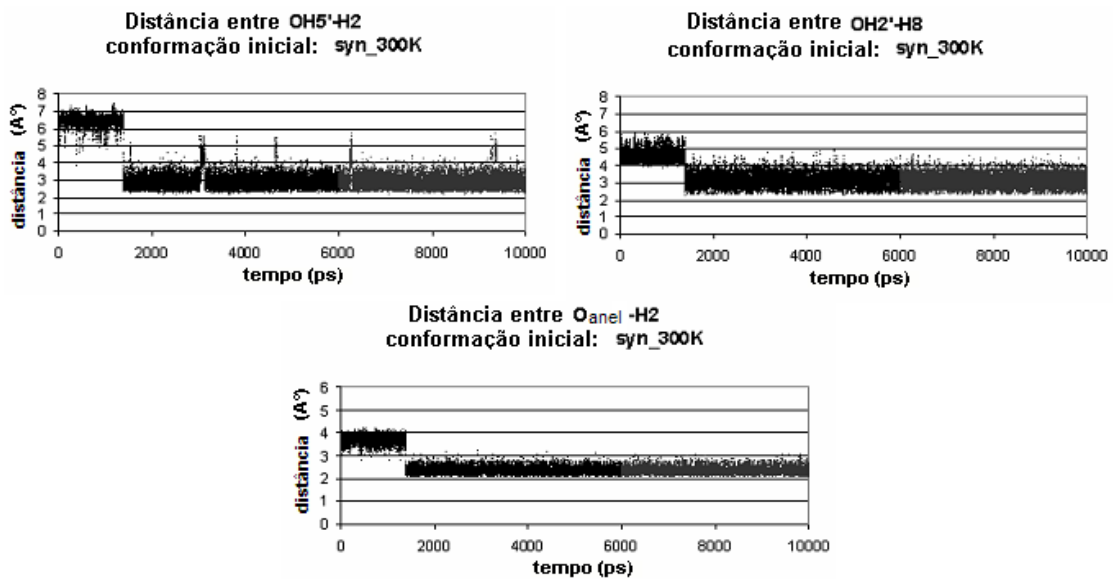 Distância entre OH5'-H2
conformação inicial: syn_300K
distância (A°)
8
7
6
5
4
3
2
1
0
0 2000 4000 6000 8000 10000
tempo (ps)
Distância entre OH2'-H8
conformação inicial: syn_300K
distância (A°)
8
7
6
5
4
3
2
1
0
0 2000 4000 6000 8000 10000
tempo (ps)
Distância entre Oanel -H2
conformação inicial: syn_300K
distância (A°)
6
5
4
3
2
1
0
0 2000 4000 6000 8000 10000
tempo (ps)